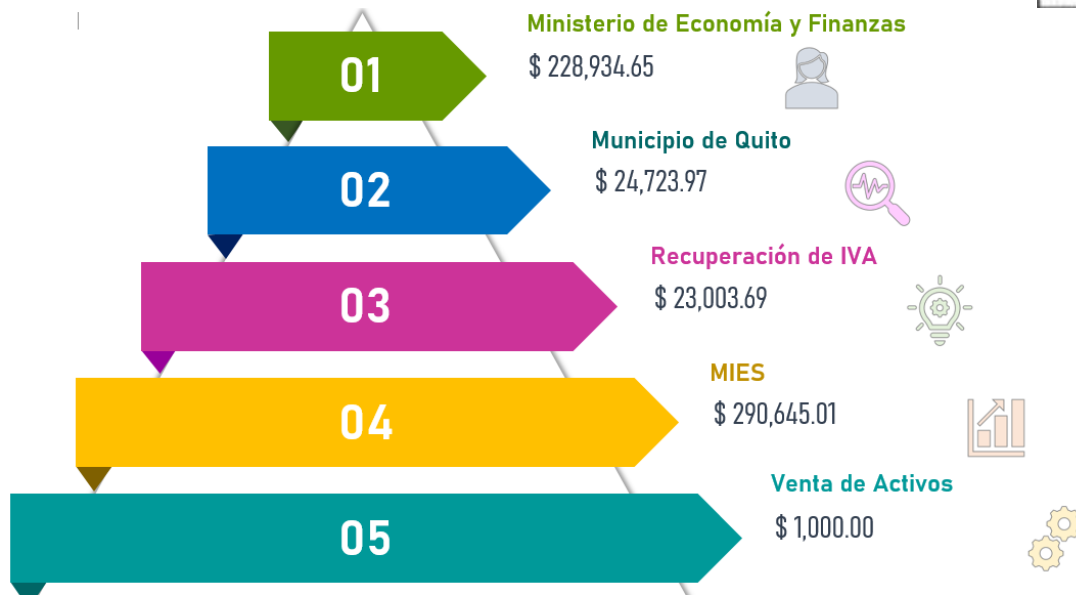 01
Ministerio de Economía y Finanzas
$ 228,934.65
02
Municipio de Quito
$ 24,723.97
03
Recuperación de IVA
$ 23,003.69
04
MIES
$ 290,645.01
05
Venta de Activos
$ 1,000.00